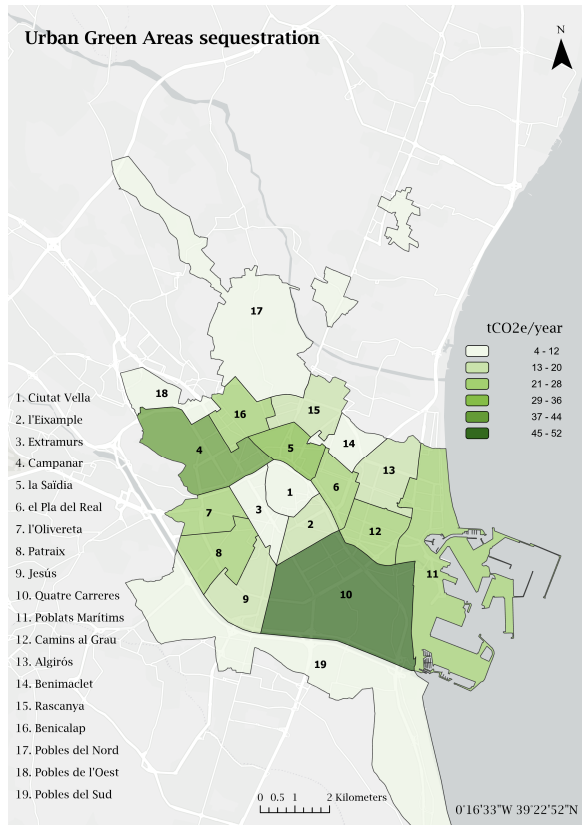 Urban Green Areas sequestration
N
tCO2e/year
4 - 12
13 - 20
21 - 28
29 - 36
37 - 44
45 - 52
1. Ciutat Vella
2. l'Eixample
3. Extramurs
4. Campanar
5. la Saïdia
6. el Pla del Real
7. l'Olivereta
8. Patraix
9. Jesús
10. Quatre Carreres
11. Poblats Marítims
12. Camins al Grau
13. Algirós
14. Benimaclet
15. Rascanya
16. Benicalap
17. Pobles del Nord
18. Pobles de l'Oest
19. Pobles del Sud
17
18
16
15
4
5
14
13
1
6
3
7
2
12
8
11
10
9
19
0 0.5 1 2 Kilometers
0°16'33"W 39°22'52"N